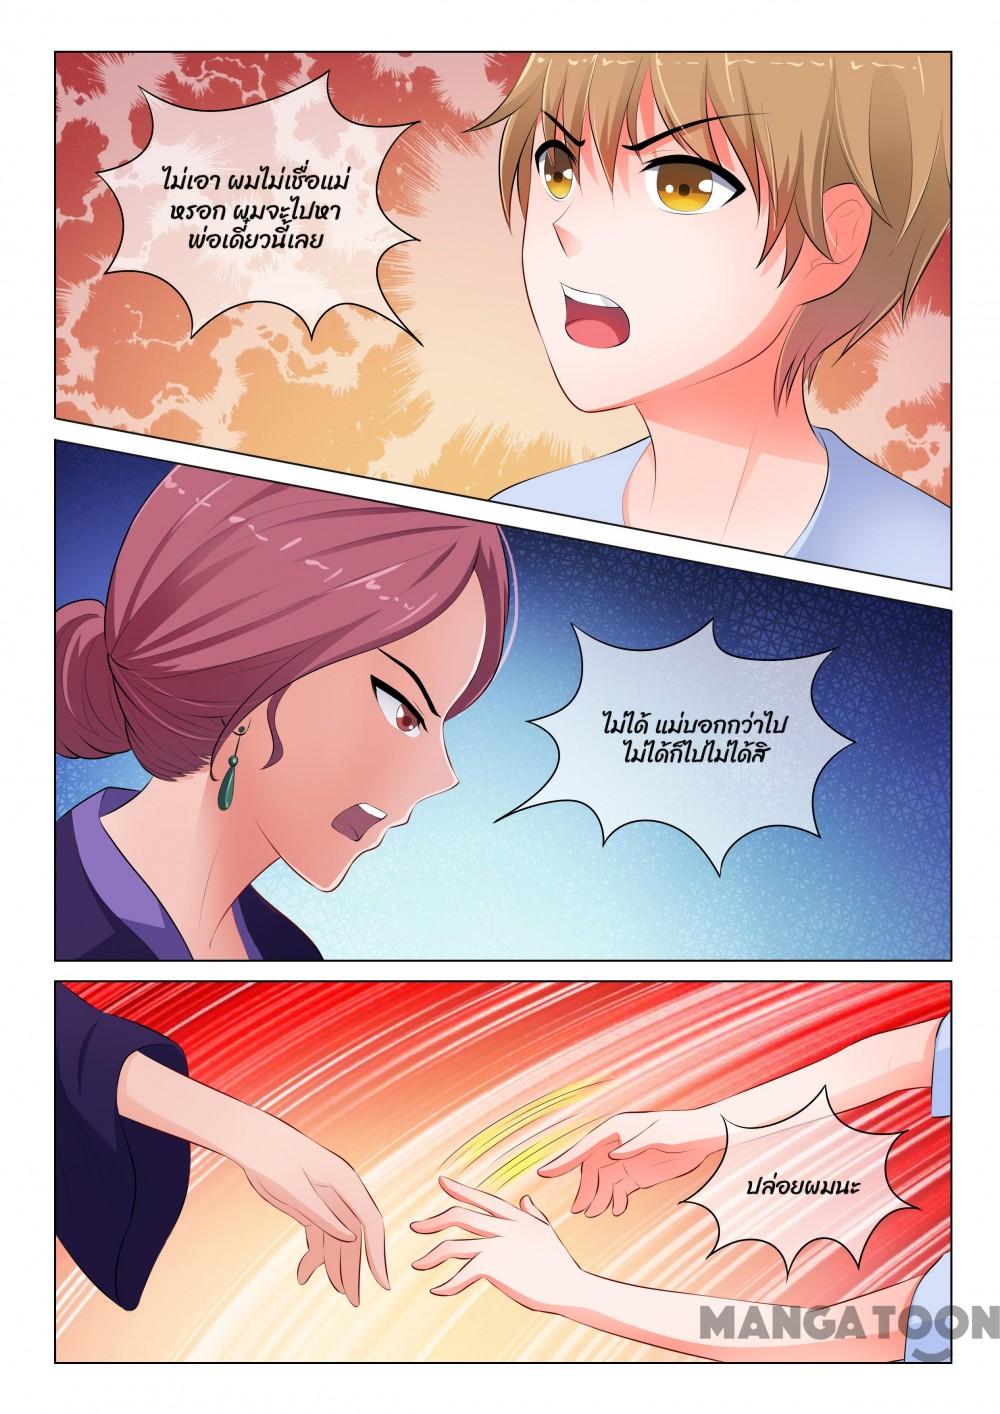 ไม่เอา ผมไม่เชื่อแม่
หรอก ผมจะไปหา
พ่อเดี๋ยวนี้เลย
ไม่ได้ แม่บอกกว่าไป
ไม่ได้ก็ไปไม่ได้สิ
ปล่อยผมนะ
MANGATOON